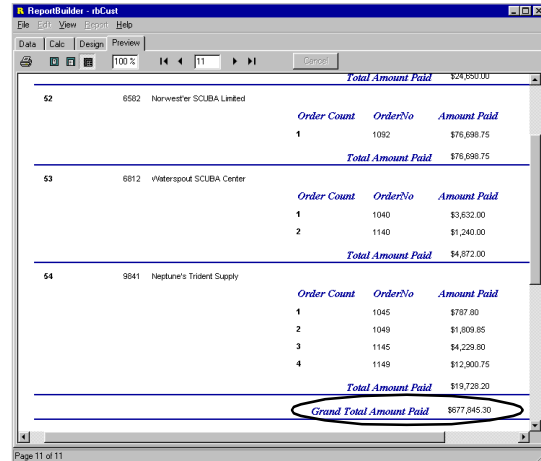 R ReportBuilder - rbCust
File Edit View Report Help
Data Calc Design Preview
100 % 11 Cancel
Total Amount Paid $24,650.00
52 6582 Norwest'er SCUBA Limited
Order Count OrderNo Amount Paid
1 1092 $76,698.75
Total Amount Paid $76,698.75
53 6812 Waterspout SCUBA Center
Order Count OrderNo Amount Paid
1 1040 $3,632.00
2 1140 $1,240.00
Total Amount Paid $4,872.00
54 9841 Neptune's Trident Supply
Order Count OrderNo Amount Paid
1 1045 $787.80
2 1049 $1,809.85
3 1145 $4,229.80
4 1149 $12,900.75
Total Amount Paid $19,728.20
Grand Total Amount Paid $677,845.30
Page 11 of 11